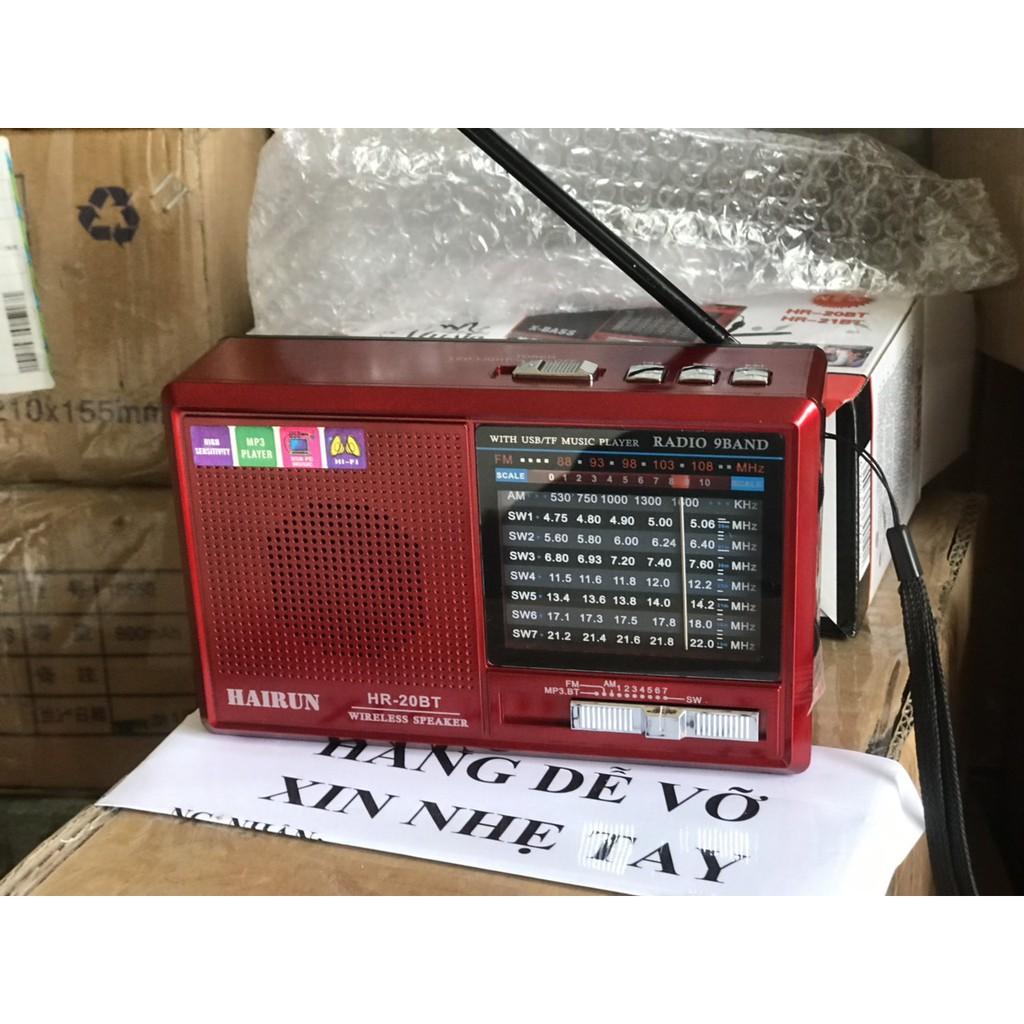 210x155mm
X-BASS
HR-20BT
HR-21BT
HIGH
SENSITIVITY
MP3
PLAYER
HI-FI
WITH USB/TF MUSIC PLAYER RADIO 9BAND
FM 88 93 98 103 108 MHz
SCALE 0 1 2 3 4 5 6 7 8 10 SCALE
AM 530 750 1000 1300 1600 KHz
SW1 4.75 4.80 4.90 5.00 5.06 MHz
SW2 5.60 5.80 6.00 6.24 6.40 MHz
SW3 6.80 6.93 7.20 7.40 7.60 MHz
SW4 11.5 11.6 11.8 12.0 12.2 MHz
SW5 13.4 13.6 13.8 14.0 14.2 MHz
SW6 17.1 17.3 17.5 17.8 18.0 MHz
SW7 21.2 21.4 21.6 21.8 22.0 MHz
FM AM 1234567
MP3.BT SW
HAIRUN
HR-20BT
WIRELESS SPEAKER
HÀNG DỄ VỠ
XIN NHẸ TAY